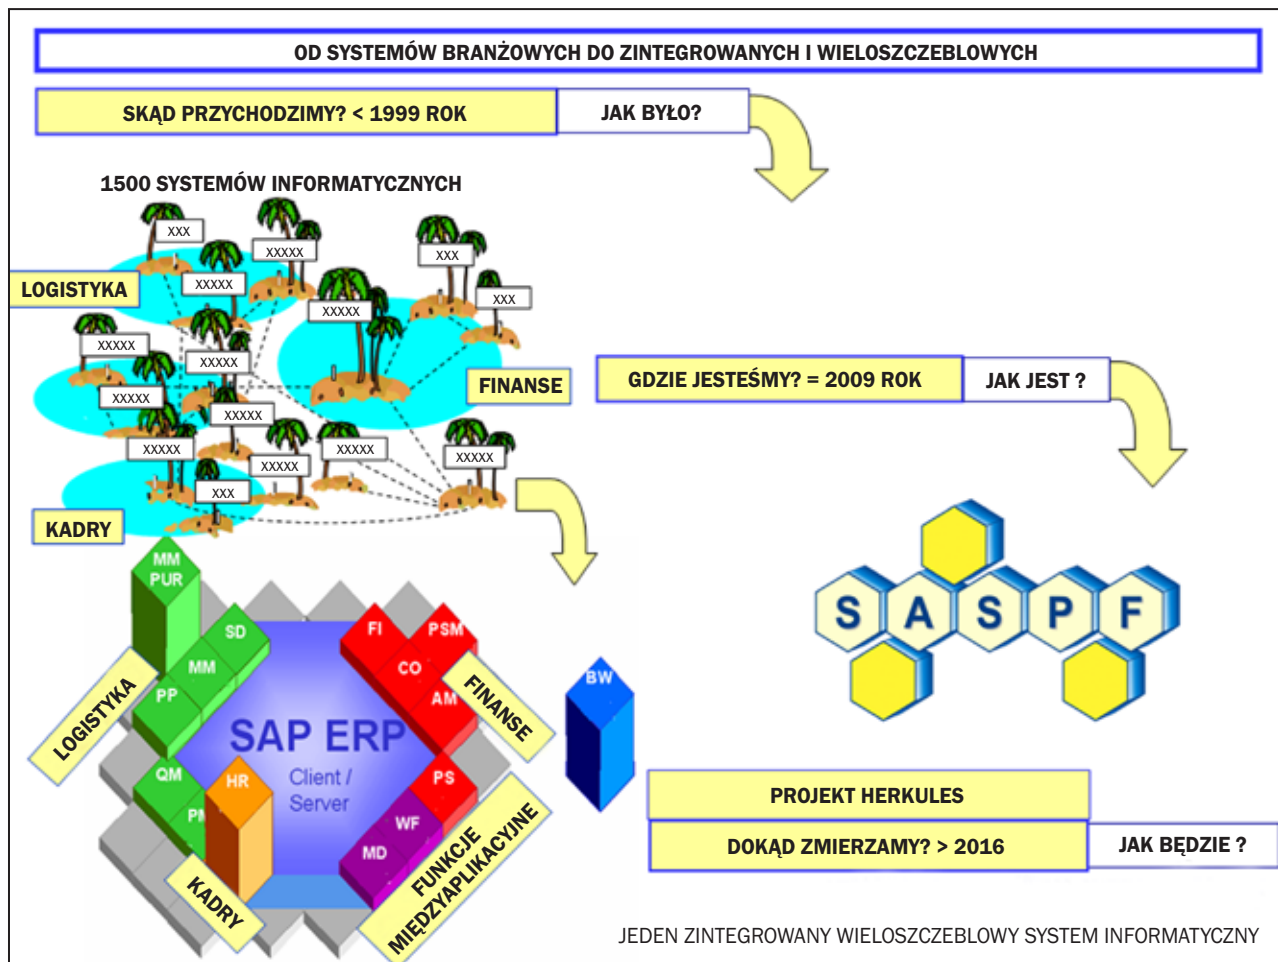 OD SYSTEMÓW BRANŻOWYCH DO ZINTEGROWANYCH I WIELOSZCZEBLOWYCH
SKĄD PRZYCHODZIMY? < 1999 ROK
JAK BYŁO?
1500 SYSTEMÓW INFORMATYCZNYCH
XXX
XXXXX
XXX
XXXXX
XXX
XXXXX
LOGISTYKA
XXXXX
XXXXX
XXXXX
XXXXX
FINANSE
XXXXX
XXXXX
XXXXX
XXXXX
XXXXX
XXX
KADRY
GDZIE JESTEŚMY? = 2009 ROK
JAK JEST ?
S A S P F
MM
PUR
SD
MM
PP
LOGISTYKA
QM
HR
KADRY
SAP ERP
Client /
Server
FI
PSM
CO
AM
FINANSE
PS
WF
MD
FUNKCJE
MIĘDZYAPLIKACYJNE
BW
PROJEKT HERKULES
DOKĄD ZMIERZAMY? > 2016
JAK BĘDZIE ?
JEDEN ZINTEGROWANY WIELOSZCZEBLOWY SYSTEM INFORMATYCZNY